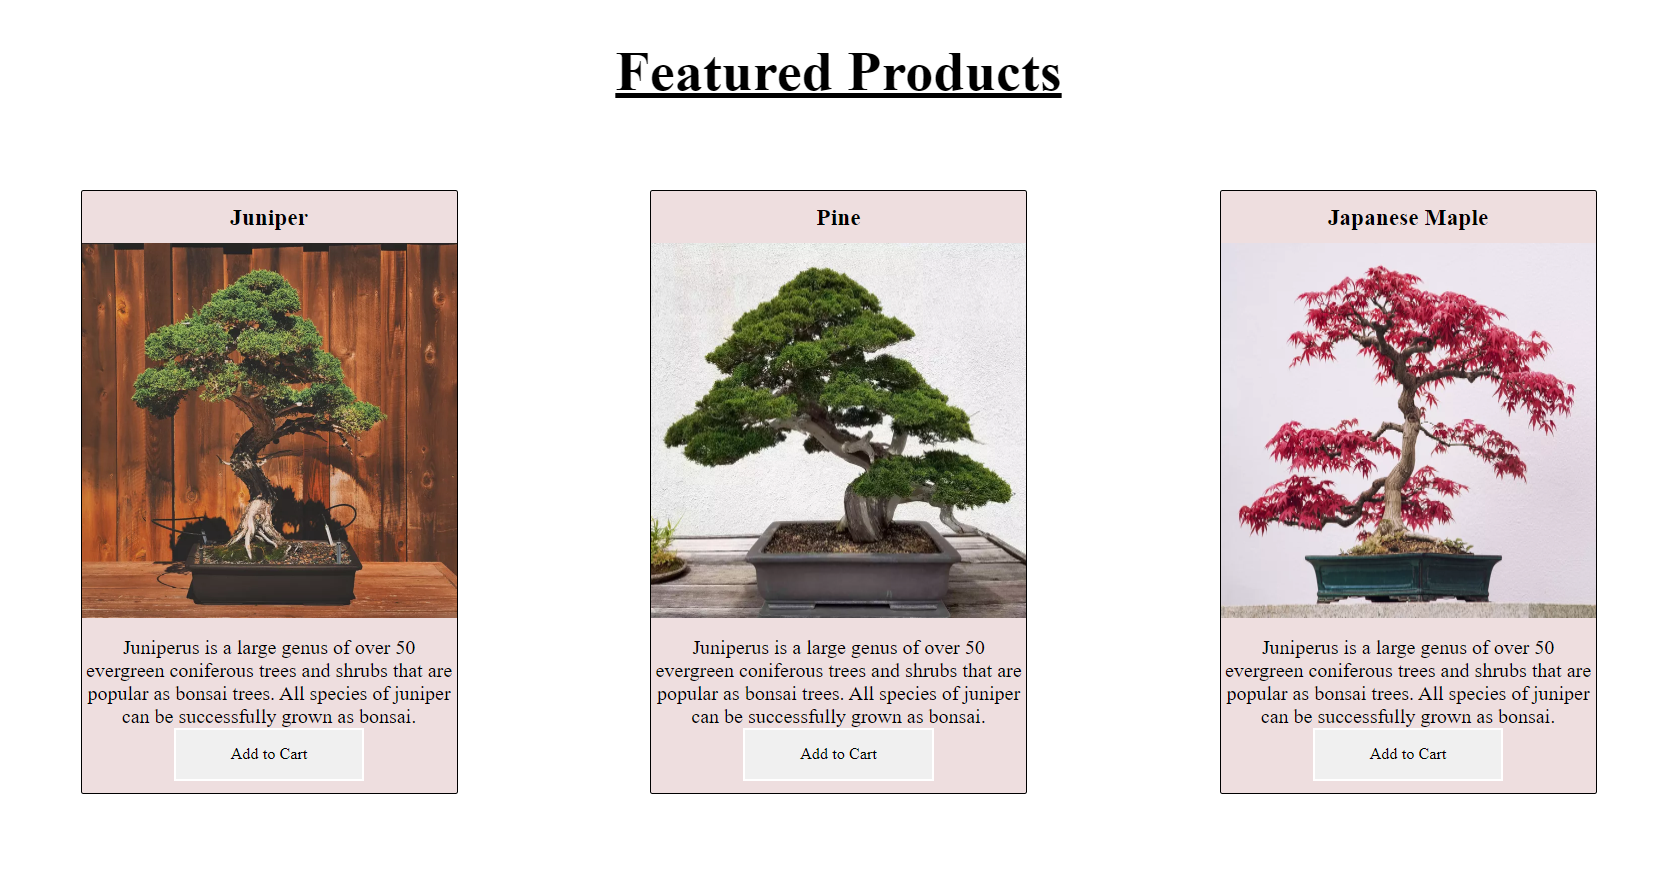 Featured Products
Juniper
Juniperus is a large genus of over 50
evergreen coniferous trees and shrubs that are
popular as bonsai trees. All species of juniper
can be successfully grown as bonsai.
Add to Cart
Pine
Juniperus is a large genus of over 50
evergreen coniferous trees and shrubs that are
popular as bonsai trees. All species of juniper
can be successfully grown as bonsai.
Add to Cart
Japanese Maple
Juniperus is a large genus of over 50
evergreen coniferous trees and shrubs that are
popular as bonsai trees. All species of juniper
can be successfully grown as bonsai.
Add to Cart